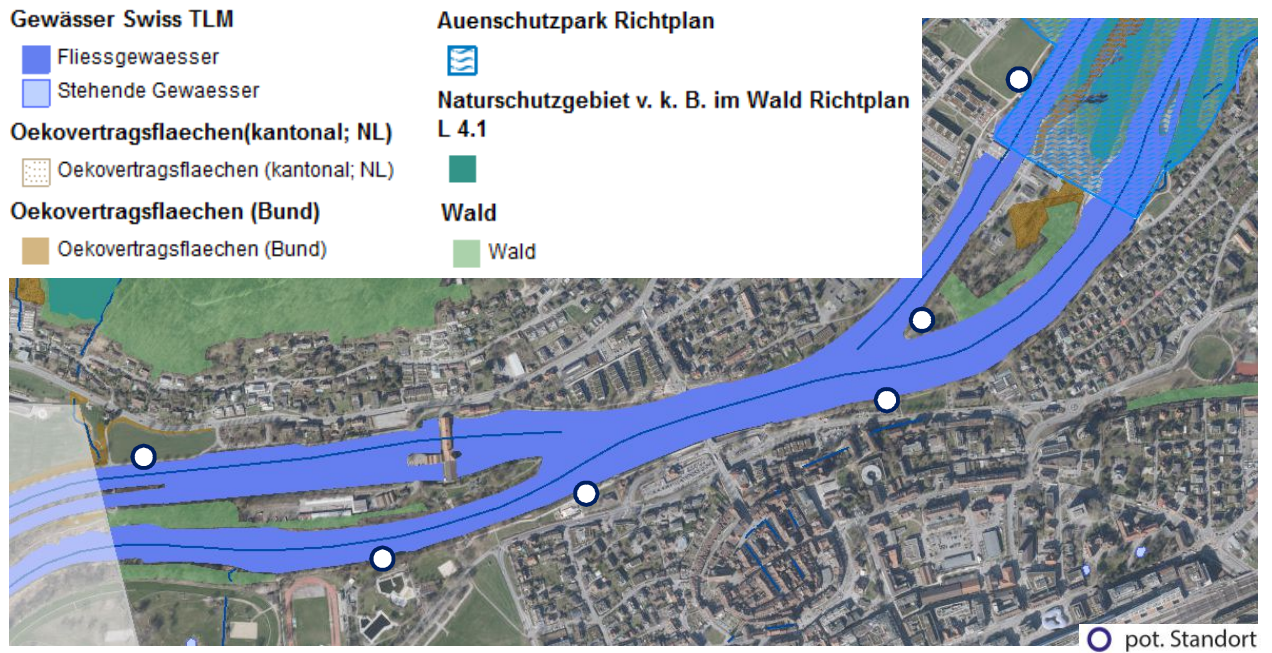 Gewässer Swiss TLM
Fliessgewaesser
Stehende Gewaesser
Oekovertragsflaechen(kantonal; NL)
Oekovertragsflaechen (kantonal; NL)
Oekovertragsflaechen (Bund)
Oekovertragsflaechen (Bund)
Auenschutzpark Richtplan
Naturschutzgebiet v. k. B. im Wald Richtplan
L 4.1
Wald
Wald
pot. Standort